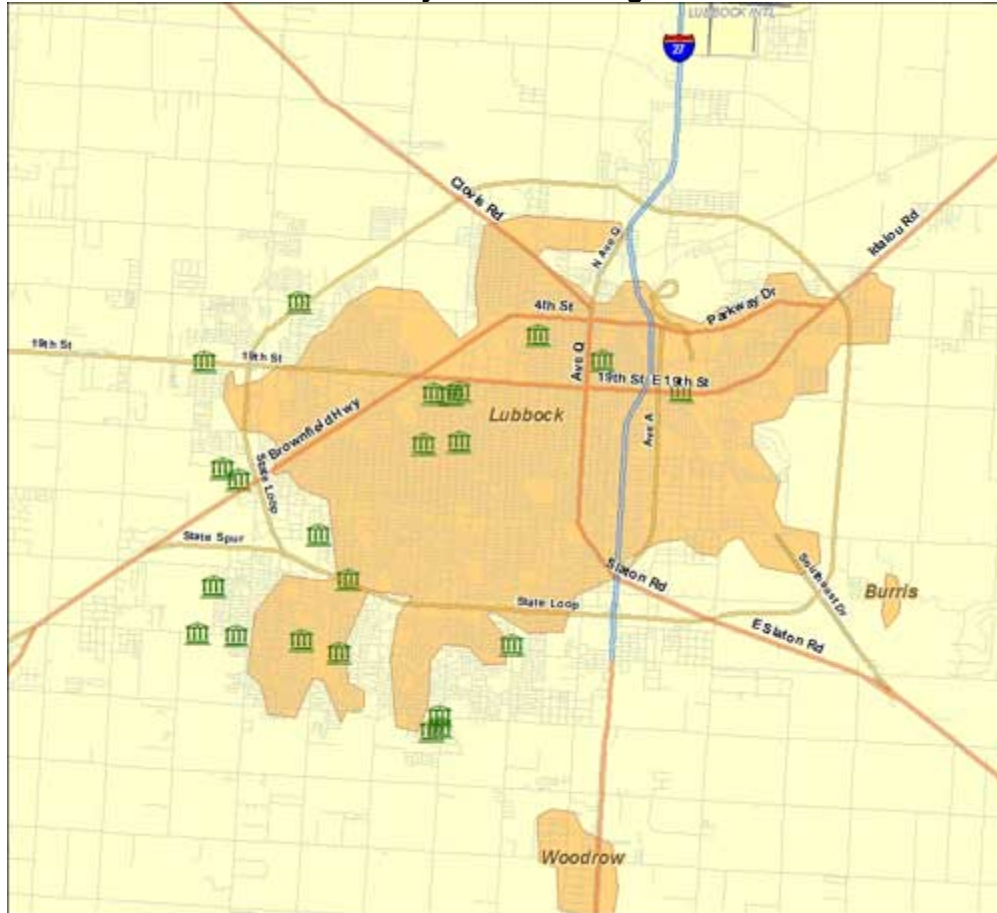 LUBBOCK INTL
27
Clovis Rd
N Ave Q
Idalou Rd
4th St
Parkway Dr
19th St
19th St
Ave Q
19th St
E 19th St
Lubbock
Brownfield Hwy
Ave A
State Loop
State Spur
Slaton Rd
Southeast Dr
Burris
State Loop
E Slaton Rd
Woodrow